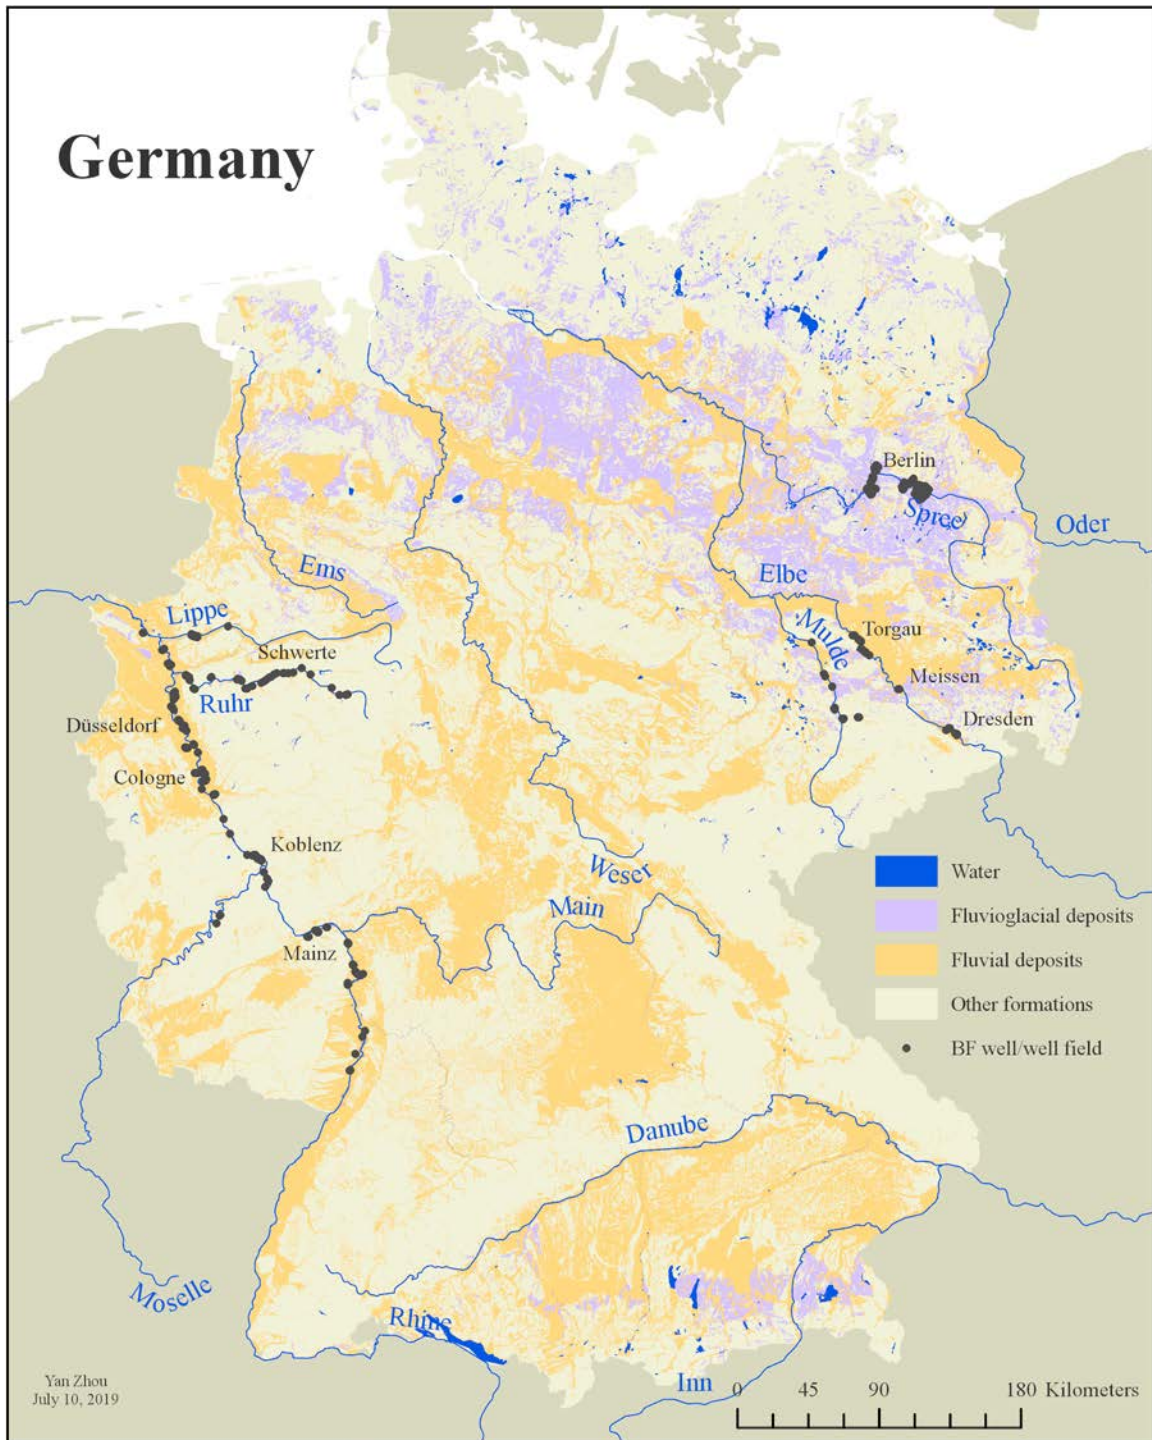 Germany
Berlin
Spree
Oder
Ems
Elbe
Lippe
Mulde
Torgau
Schwerte
Meissen
Ruhr
Düsseldorf
Dresden
Cologne
Koblenz
Weser
Water
Main
Fluvioglacial deposits
Mainz
Fluvial deposits
Other formations
BF well/well field
Danube
Moselle
Rhine
Inn
Yan Zhou
July 10, 2019
0 45 90 180 Kilometers